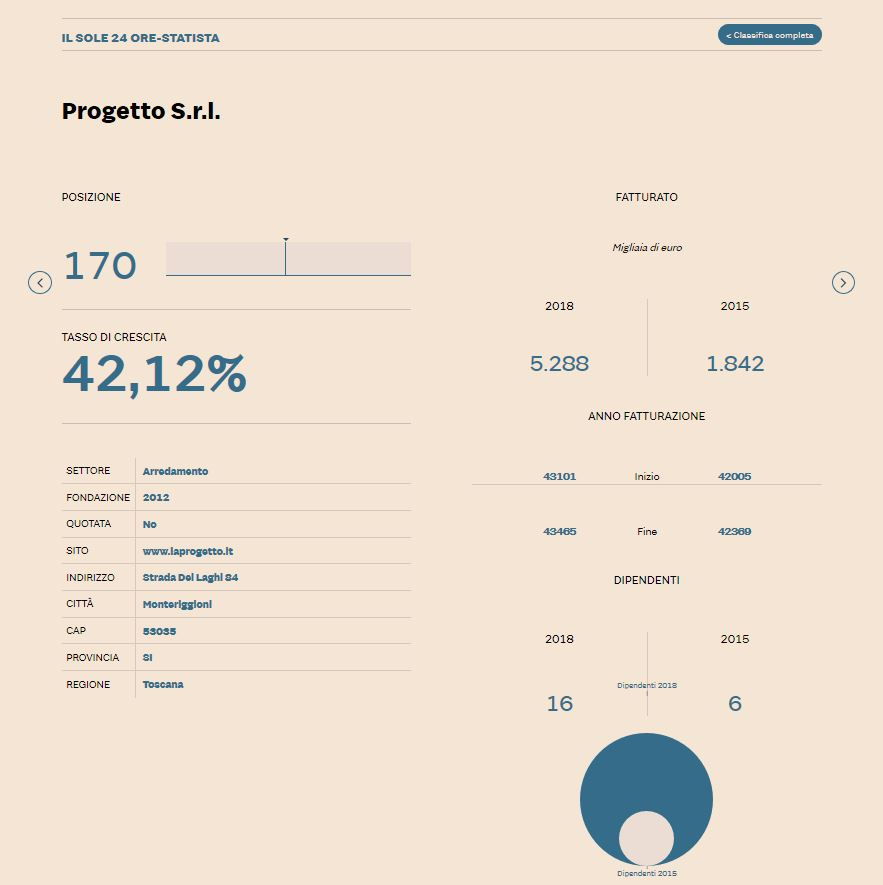 IL SOLE 24 ORE-STATISTA
< Classifica completa
Progetto S.r.l.
POSIZIONE
170
TASSO DI CRESCITA
42,12%
SETTORE Arredamento
FONDAZIONE 2012
QUOTATA No
SITO www.laprogetto.it
INDIRIZZO Strada Dei Laghi 84
CITTÀ Monteriggioni
CAP 53035
PROVINCIA SI
REGIONE Toscana
FATTURATO
Migliaia di euro
2018 2015
5.288 1.842
ANNO FATTURAZIONE
43101 Inizio 42005
43465 Fine 42369
DIPENDENTI
2018 2015
Dipendenti 2018
16 6
Dipendenti 2015